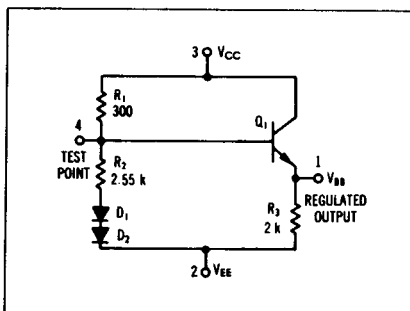 3 VCC
R1
300
4
TEST
POINT
Q1
R2
2.55 k
1
VBB
REGULATED
OUTPUT
D1
D2
R3
2 k
2 VEE